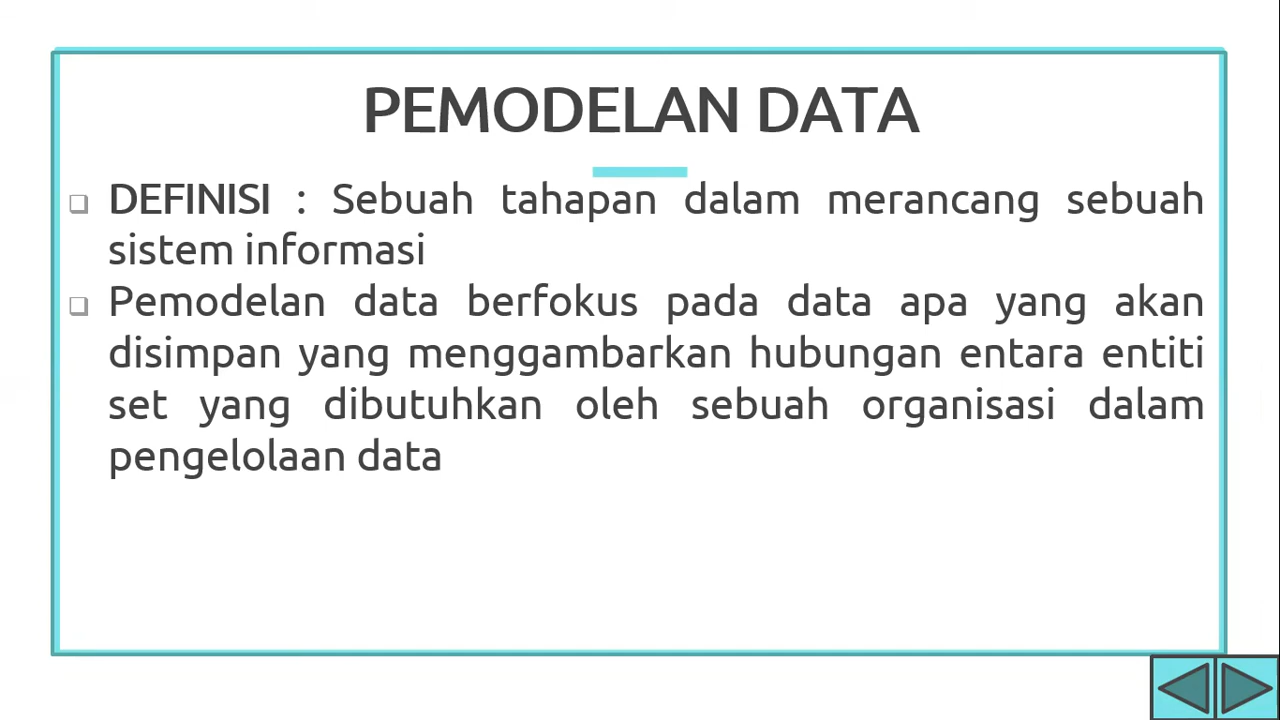 PEMODELAN DATA
DEFINISI : Sebuah tahapan dalam merancang sebuah
sistem informasi
Pemodelan data berfokus pada data apa yang akan
disimpan yang menggambarkan hubungan entara entiti
set yang dibutuhkan oleh sebuah organisasi dalam
pengelolaan data